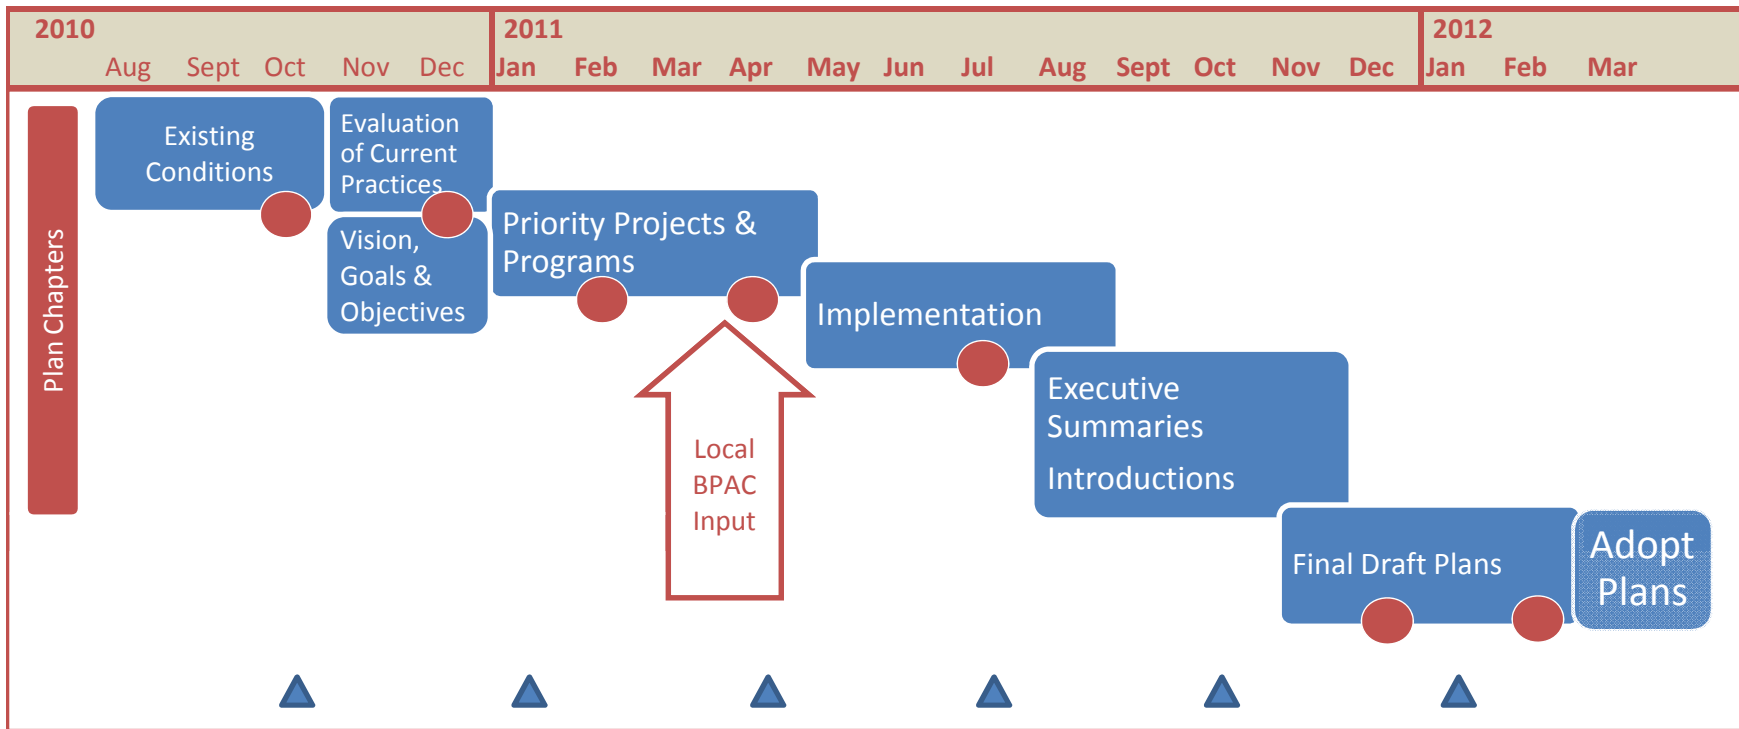 2010
2011
2012
Aug Sept Oct Nov Dec Jan Feb Mar Apr May Jun Jul Aug Sept Oct Nov Dec Jan Feb Mar
Plan Chapters
Existing
Conditions
Evaluation
of Current
Practices
Vision,
Goals &
Objectives
Priority Projects &
Programs
Implementation
Local
BPAC
Input
Executive
Summaries
Introductions
Final Draft Plans
Adopt
Plans